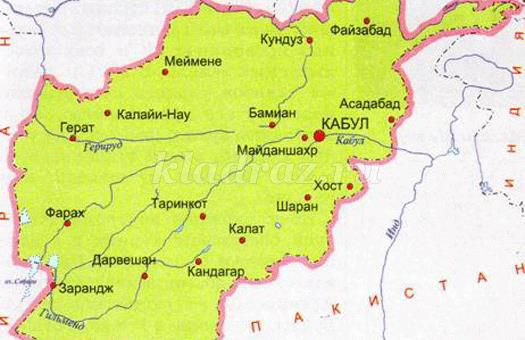 Файзабад
Кундуз
Меймене
Калайи-Нау
Бамиан
Асадабад
Герат
Герируд
КАБУЛ
Кабул
Майданшахр
kladraz.ru
Хост
Шаран
Фарах
Таринкот
Калат
Инд
Дарвешан
Кандагар
Зарандж
Гильменд
ПАКИСТАН
ИНДИЯ
И
Р
А
Н